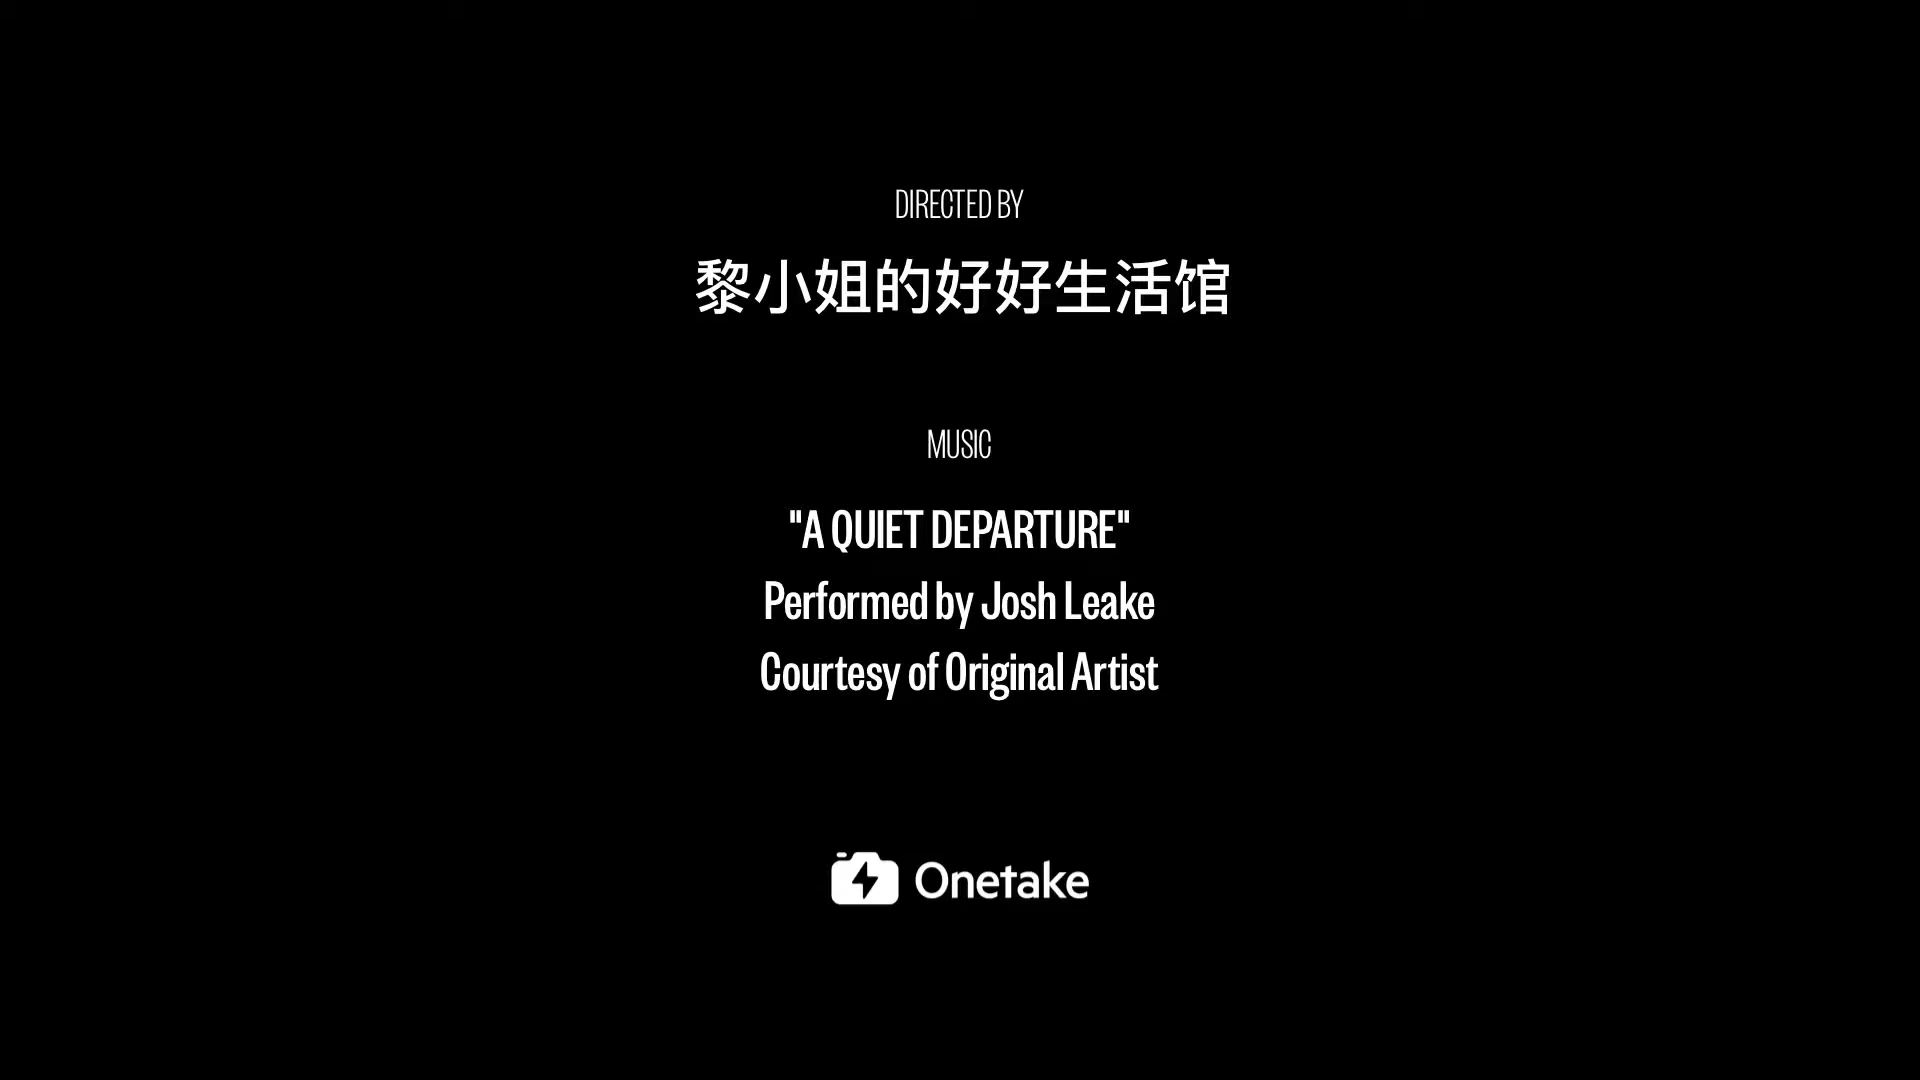 DIRECTED BY
黎小姐的好好生活馆
MUSIC
"A QUIET DEPARTURE"
Performed by Josh Leake
Courtesy of Original Artist
Onetake